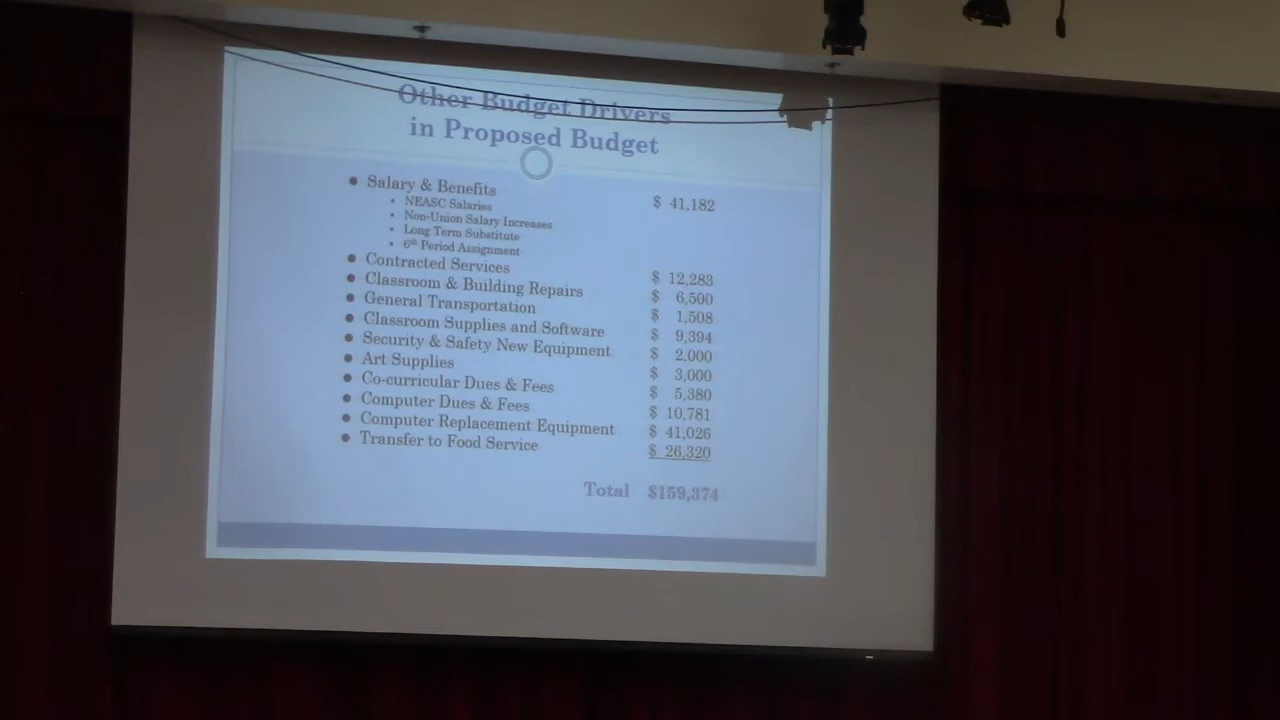 Other Budget Drivers
in Proposed Budget
• Salary & Benefits $ 41,182
• NEASC Salaries
• Non-Union Salary Increases
• Long Term Substitute
• 6th Period Assignment
• Contracted Services $ 12,283
• Classroom & Building Repairs $ 6,500
• General Transportation $ 1,508
• Classroom Supplies and Software $ 9,394
• Security & Safety New Equipment $ 2,000
• Art Supplies $ 3,000
• Co-curricular Dues & Fees $ 5,380
• Computer Dues & Fees $ 10,781
• Computer Replacement Equipment $ 41,026
• Transfer to Food Service $ 26,320
Total $159,374